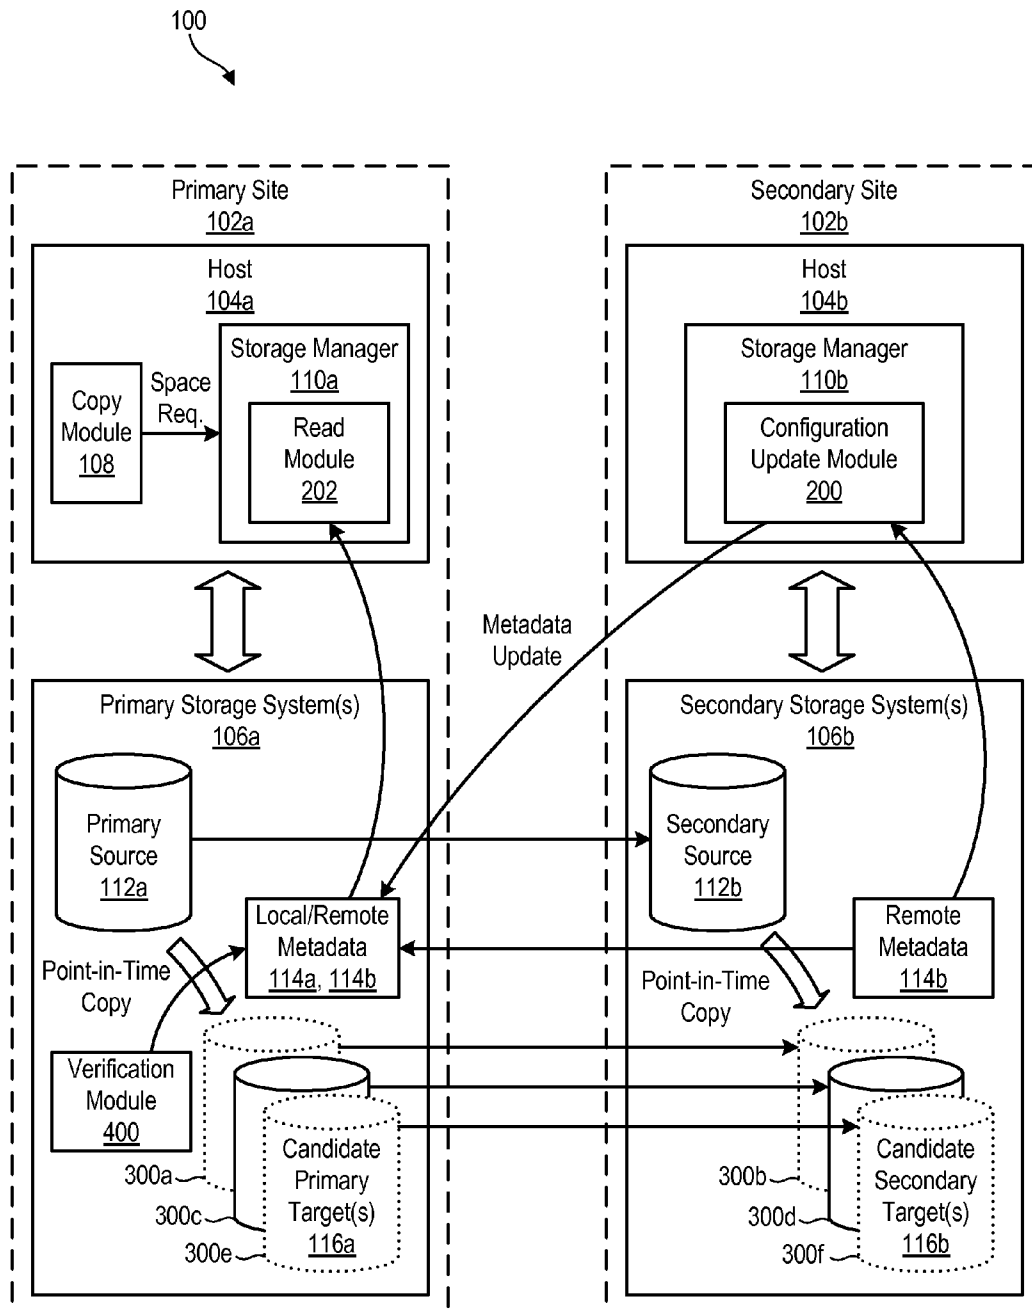 100
Primary Site
102a
Host
104a
Storage Manager
110a
Copy
Module
108
Space
Req.
Read
Module
202
Secondary Site
102b
Host
104b
Storage Manager
110b
Configuration
Update Module
200
Metadata
Update
Primary Storage System(s)
106a
Primary
Source
112a
Local/Remote
Metadata
114a, 114b
Point-in-Time
Copy
Verification
Module
400
300a
300c
300e
Candidate
Primary
Target(s)
116a
Secondary Storage System(s)
106b
Secondary
Source
112b
Remote
Metadata
114b
Point-in-Time
Copy
300b
300d
300f
Candidate
Secondary
Target(s)
116b